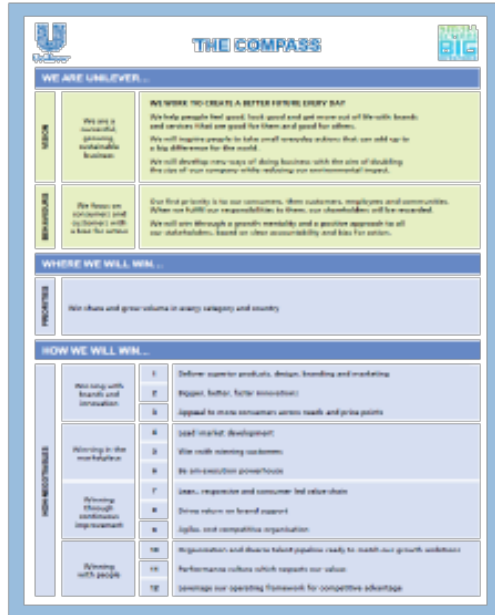 Unilever
THE COMPASS
BIG
WE ARE UNILEVER...
VISION
We are a
successful,
growing,
sustainable
business
WE WORK TO CREATE A BETTER FUTURE EVERY DAY
We help people feel good, look good and get more out of life with brands
and services that are good for them and good for others.
We will inspire people to take small everyday actions that can add up to
a big difference for the world.
We will develop new ways of doing business with the aim of doubling
the size of our company while reducing our environmental impact.
BEHAVIOURS
We focus on
consumers and
customers with
a bias for action
Our first priority is to our consumers, then customers, employees and communities.
When we fulfil our responsibilities to them, our shareholders will be rewarded.
We will win through a growth mentality and a positive approach to all
our stakeholders, based on clear accountability and bias for action.
WHERE WE WILL WIN...
PRIORITIES
Win share and grow volume in every category and country
HOW WE WILL WIN...
NON-NEGOTIABLES
Winning with
brands and
innovation
1 Deliver superior products, design, branding and marketing
2 Bigger, better, faster innovations
3 Appeal to more consumers across needs and price points
Winning in the
marketplace
4 Lead market development
5 Win with winning customers
6 Be an execution powerhouse
Winning
through
continuous
improvement
7 Lean, responsive and consumer led value chain
8 Drive return on brand support
9 Agile, cost competitive organisation
Winning
with people
10 Organisation and diverse talent pipeline ready to match our growth ambitions
11 Performance culture which respects our values
12 Leverage our operating framework for competitive advantage